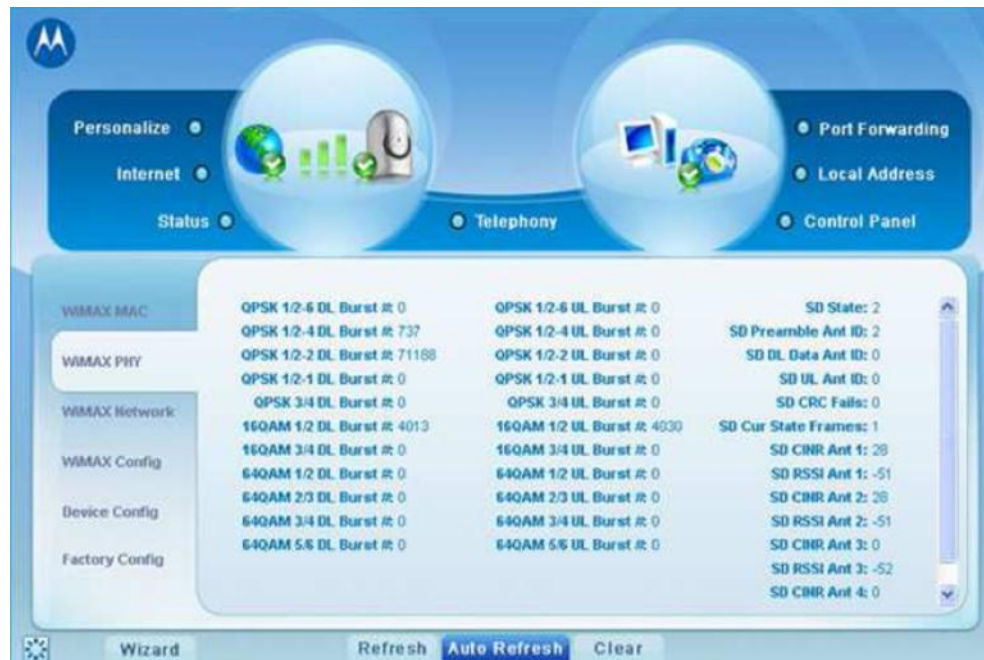 Personalize
Internet
Status
Telephony
Port Forwarding
Local Address
Control Panel
WiMAX MAC
WiMAX PHY
WiMAX Network
WiMAX Config
Device Config
Factory Config
QPSK 1/2-6 DL Burst #: 0
QPSK 1/2-4 DL Burst #: 737
QPSK 1/2-2 DL Burst #: 71188
QPSK 1/2-1 DL Burst #: 0
QPSK 3/4 DL Burst #: 0
16QAM 1/2 DL Burst #: 4013
16QAM 3/4 DL Burst #: 0
64QAM 1/2 DL Burst #: 0
64QAM 2/3 DL Burst #: 0
64QAM 3/4 DL Burst #: 0
64QAM 5/6 DL Burst #: 0
QPSK 1/2-6 UL Burst #: 0
QPSK 1/2-4 UL Burst #: 0
QPSK 1/2-2 UL Burst #: 0
QPSK 1/2-1 UL Burst #: 0
QPSK 3/4 UL Burst #: 0
16QAM 1/2 UL Burst #: 4030
16QAM 3/4 UL Burst #: 0
64QAM 1/2 UL Burst #: 0
64QAM 2/3 UL Burst #: 0
64QAM 3/4 UL Burst #: 0
64QAM 5/6 UL Burst #: 0
SD State: 2
SD Preamble Ant ID: 2
SD DL Data Ant ID: 0
SD UL Ant ID: 0
SD CRC Fails: 0
SD Cur State Frames: 1
SD CINR Ant 1: 28
SD RSSI Ant 1: -51
SD CINR Ant 2: 28
SD RSSI Ant 2: -51
SD CINR Ant 3: 0
SD RSSI Ant 3: -52
SD CINR Ant 4: 0
Wizard
Refresh
Auto Refresh
Clear